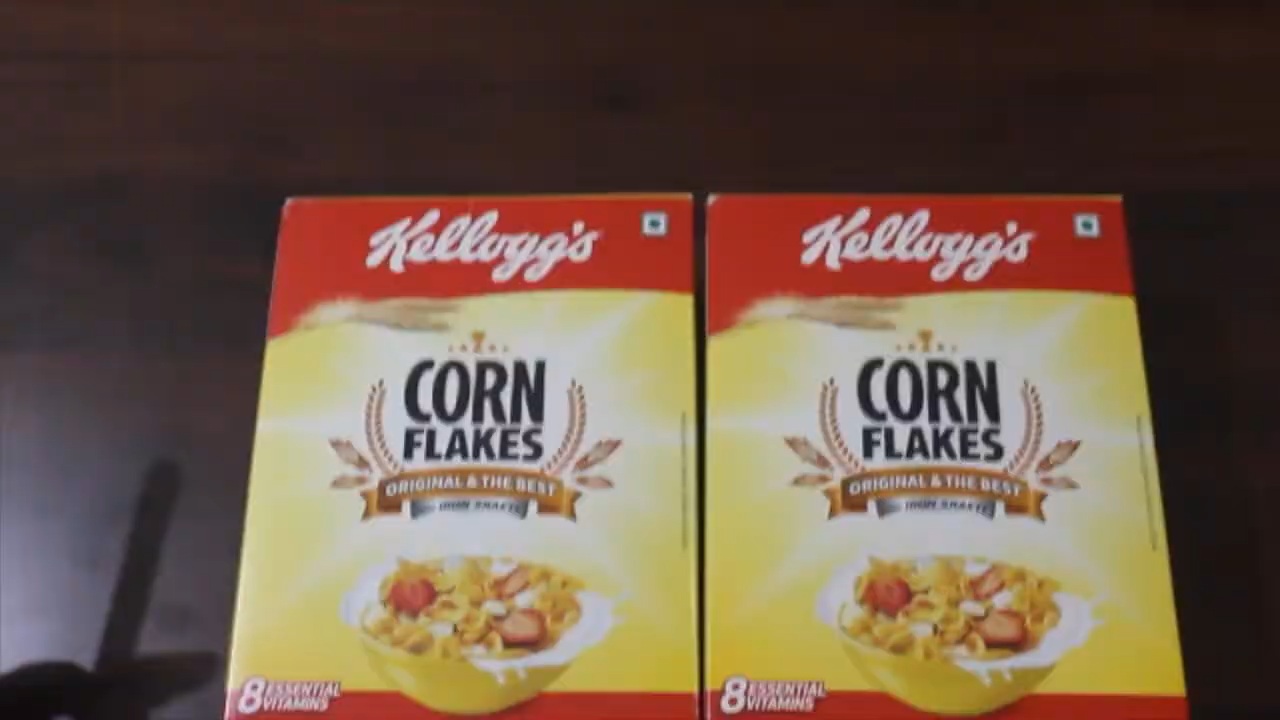 Kellogg's
CORN
FLAKES
ORIGINAL & THE BEST
8 ESSENTIAL
VITAMINS
Kellogg's
CORN
FLAKES
ORIGINAL & THE BEST
8 ESSENTIAL
VITAMINS